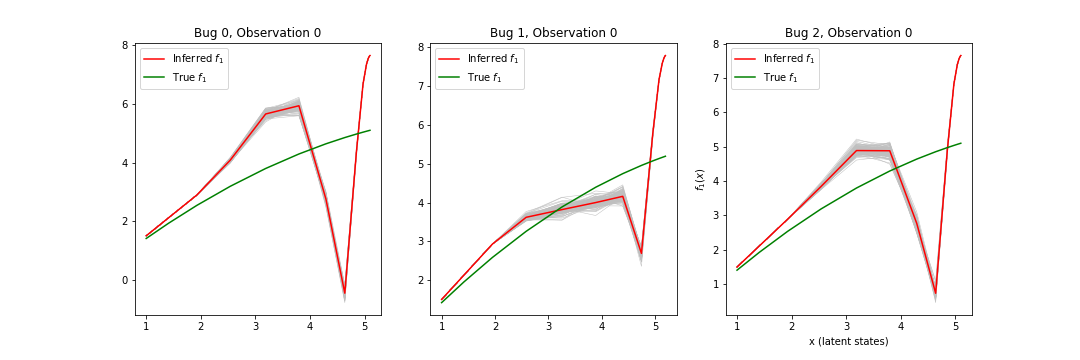 Bug 0, Observation 0
Inferred f₁
True f₁
8
6
4
2
0
1 2 3 4 5
Bug 1, Observation 0
Inferred f₁
True f₁
8
7
6
5
4
3
2
1 2 3 4 5
Bug 2, Observation 0
Inferred f₁
True f₁
f₁(x)
8
7
6
5
4
3
2
1
1 2 3 4 5
x (latent states)